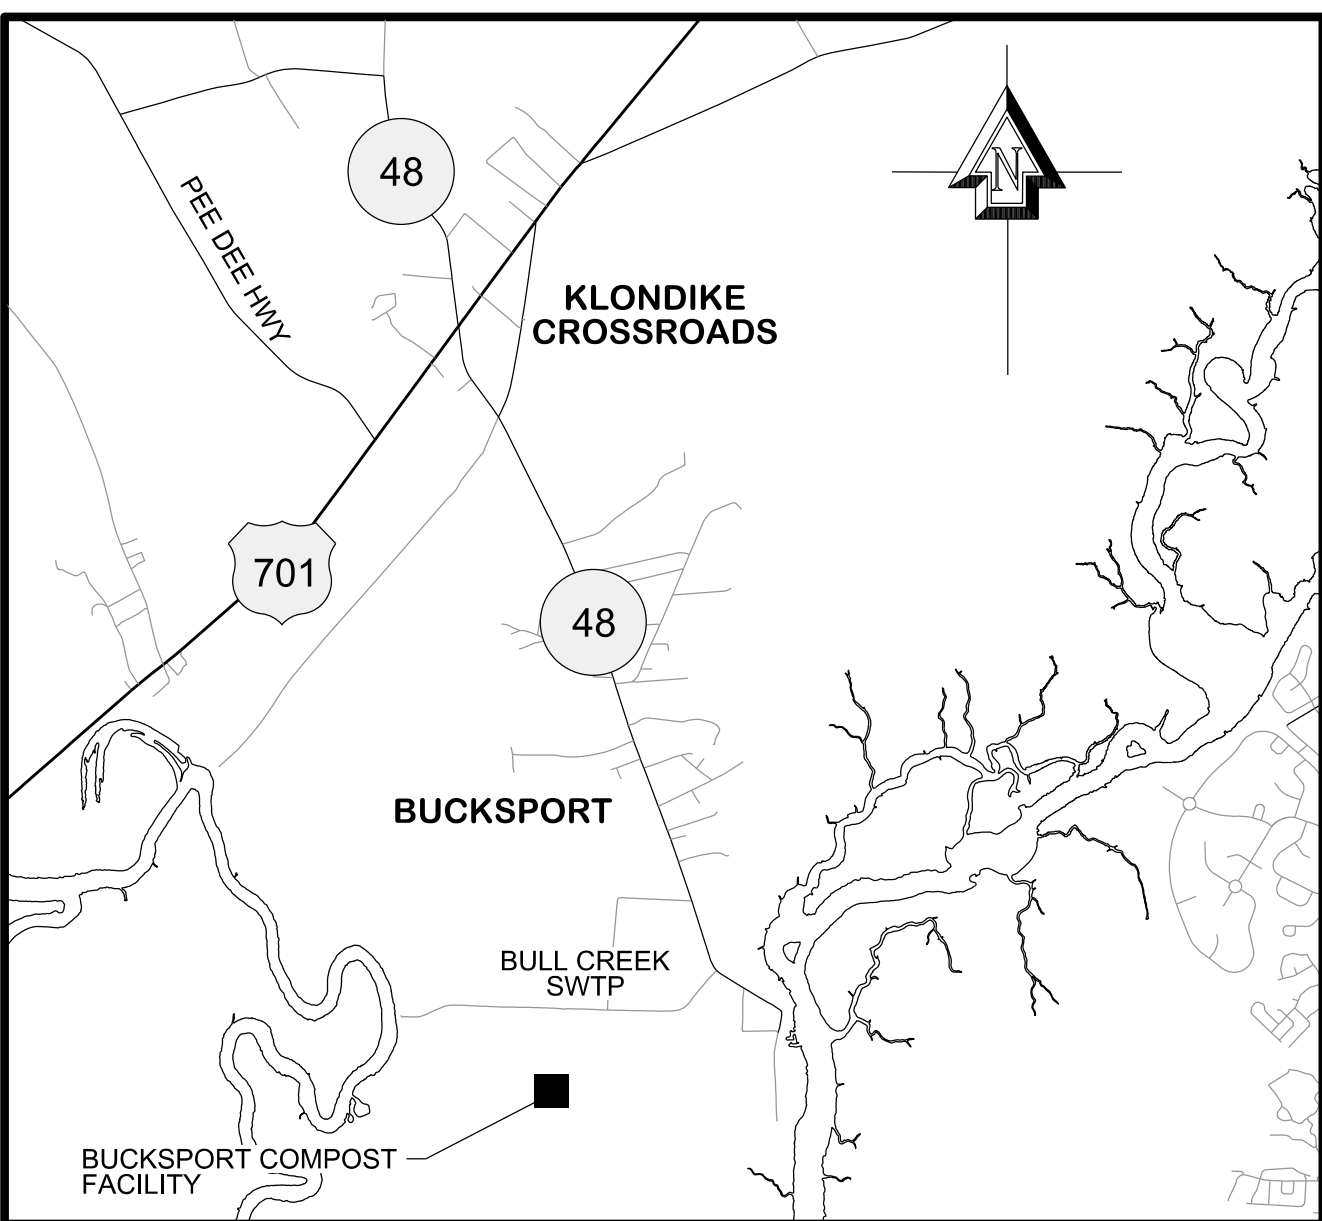 48
N
PEE DEE HWY
KLONDIKE
CROSSROADS
701
48
BUCKSPORT
BULL CREEK
SWTP
BUCKSPORT COMPOST
FACILITY